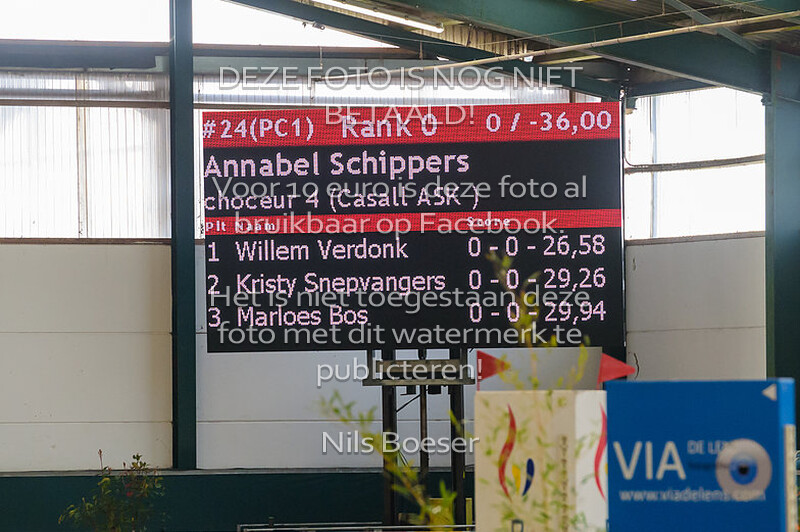 DEZE FOTO IS NOG NIET
BETAALD!
#24(PC1) Rank 0 0 / -36,00
Annabel Schippers
Voor 10 euro is deze foto al
choceur 4 (Casalt ASK )
bruikbaar op Facebook.
Plt Naam Score
1 Willem Verdonk 0 - 0 - 26,58
2 Kristy Snepvangers 0 - 0 - 29,26
Het is niet toegestaan deze
3 Marloes Bos 0 - 0 - 29,94
foto met dit watermerk te
publiceren!
Nils Boeser
VIA DE LENS
www.viadelens.